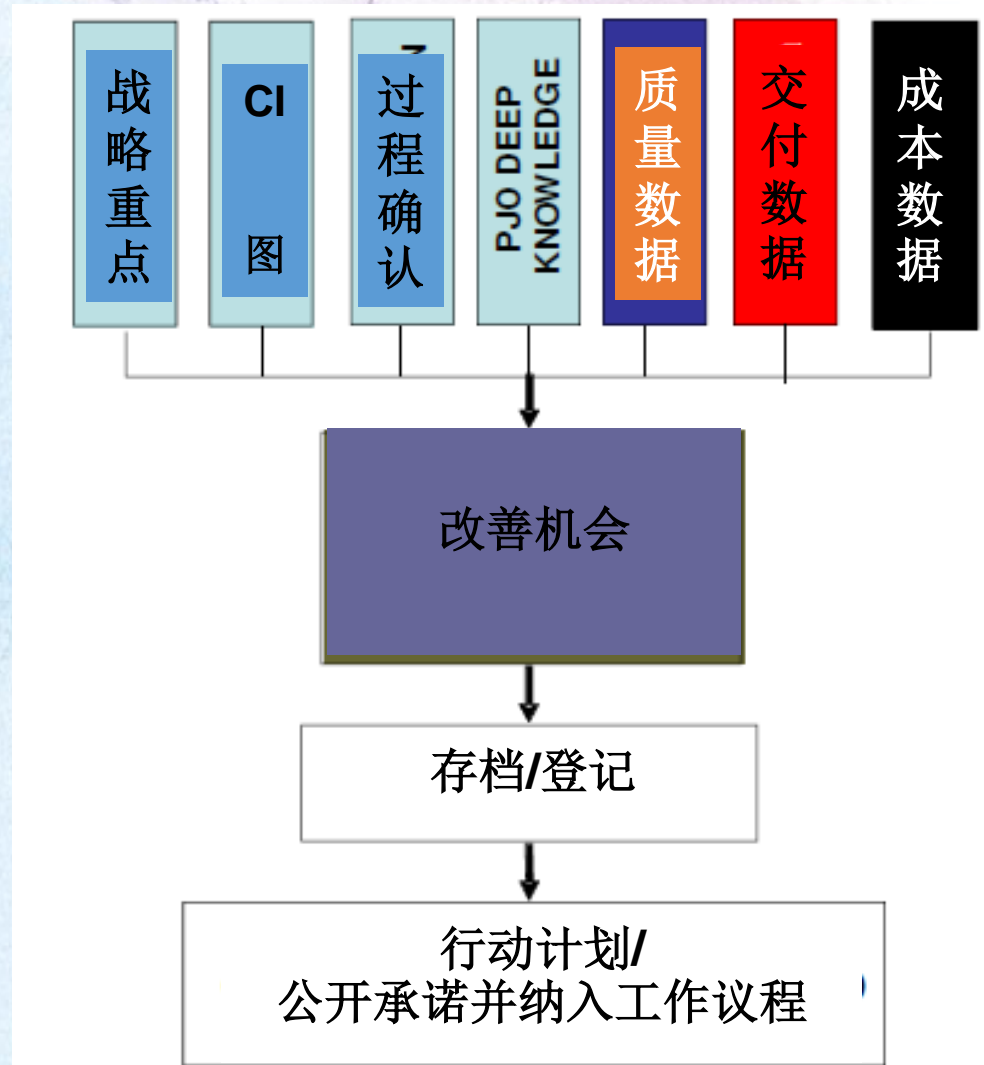 战略重点
CI
图
过程确认
PJO DEEP
KNOWLEDGE
质量数据
交付数据
成本数据
改善机会
存档/登记
行动计划/
公开承诺并纳入工作议程